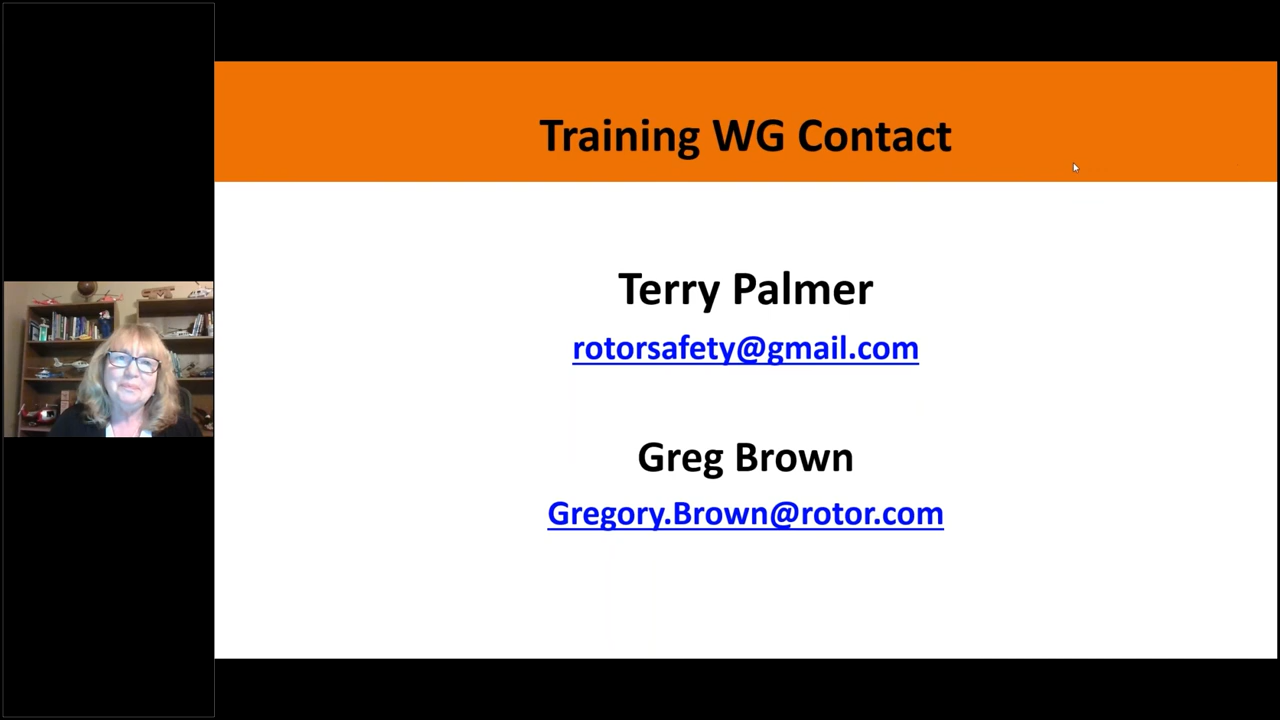 Training WG Contact
Terry Palmer
rotorsafety@gmail.com
Greg Brown
Gregory.Brown@rotor.com